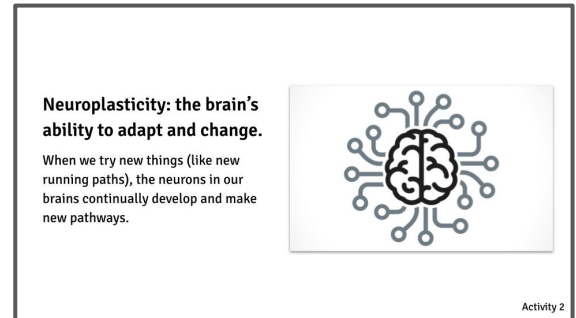 Neuroplasticity: the brain's
ability to adapt and change.
When we try new things (like new
running paths), the neurons in our
brains continually develop and make
new pathways.
Activity 2